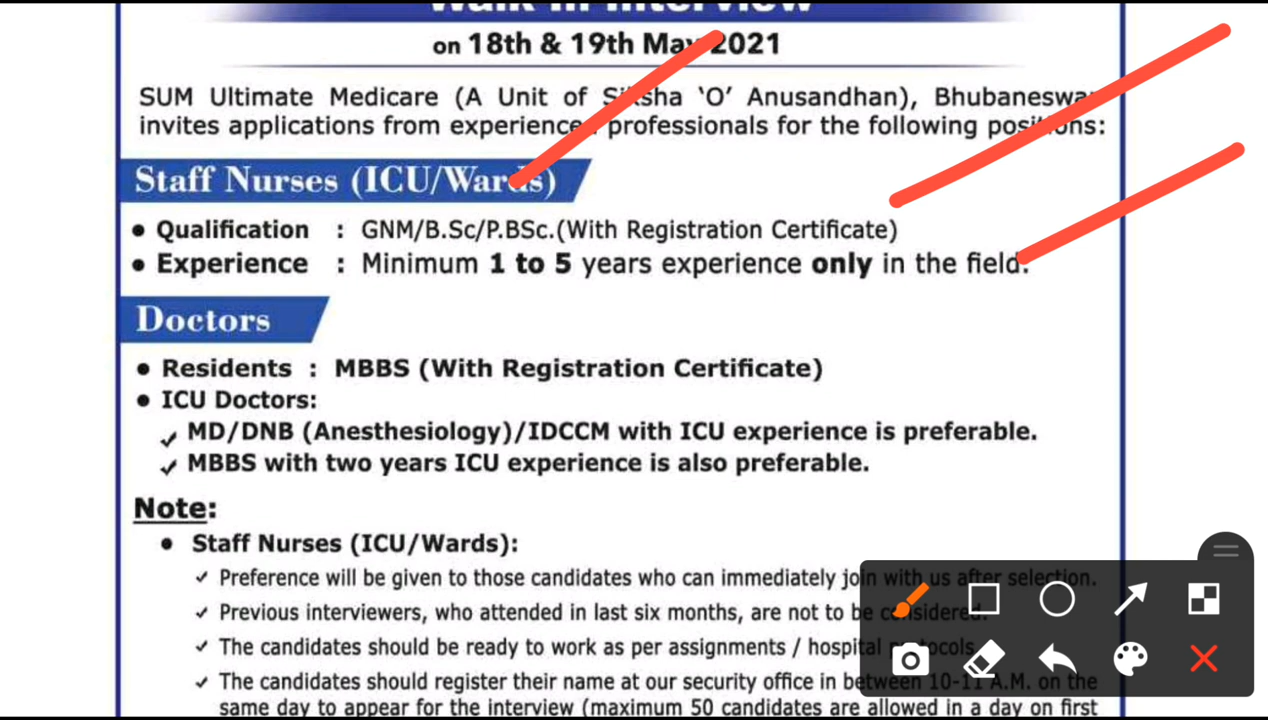 Walk-in-Interview
on 18th & 19th May 2021
SUM Ultimate Medicare (A Unit of Siksha ‘O’ Anusandhan), Bhubaneswar
invites applications from experienced professionals for the following positions:
Staff Nurses (ICU/Wards)
• Qualification : GNM/B.Sc/P.BSc.(With Registration Certificate)
• Experience : Minimum 1 to 5 years experience only in the field.
Doctors
• Residents : MBBS (With Registration Certificate)
• ICU Doctors:
✓ MD/DNB (Anesthesiology)/IDCCM with ICU experience is preferable.
✓ MBBS with two years ICU experience is also preferable.
Note:
• Staff Nurses (ICU/Wards):
✓ Preference will be given to those candidates who can immediately join with us after selection.
✓ Previous interviewers, who attended in last six months, are not to be considered.
✓ The candidates should be ready to work as per assignments / hospital protocols.
✓ The candidates should register their name at our security office in between 10-11 A.M. on the
same day to appear for the interview (maximum 50 candidates are allowed in a day on first